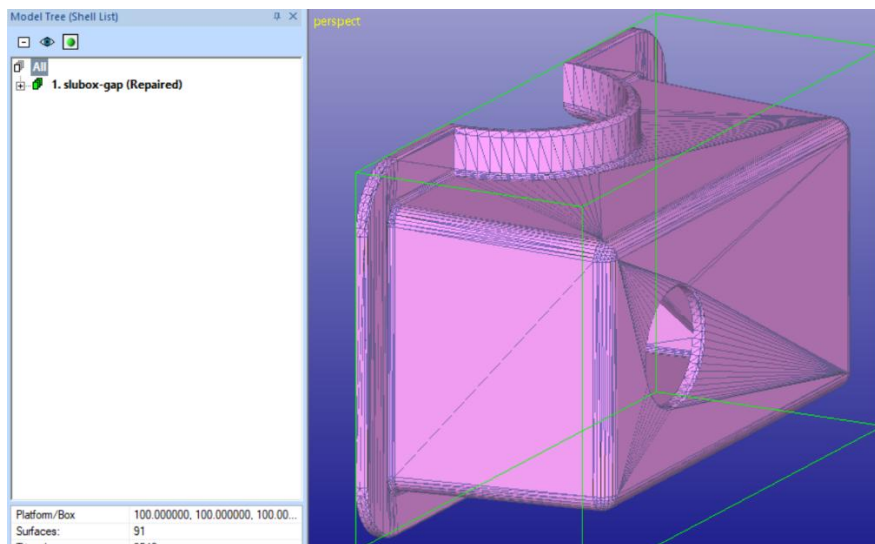 Model Tree (Shell List)
perspect
All
1. slubox-gap (Repaired)
Platform/Box 100.000000, 100.000000, 100.00...
Surfaces: 91